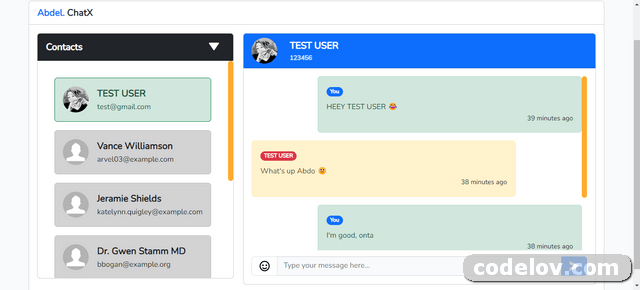 Abdel. ChatX
Contacts
TEST USER
test@gmail.com
Vance Williamson
arvel03@example.com
Jeramie Shields
katelynn.quigley@example.com
Dr. Gwen Stamm MD
bbogan@example.org
TEST USER
123456
You
HEEY TEST USER
39 minutes ago
TEST USER
What's up Abdo
38 minutes ago
You
I'm good, onta
38 minutes ago
Type your message here...
codelov.com